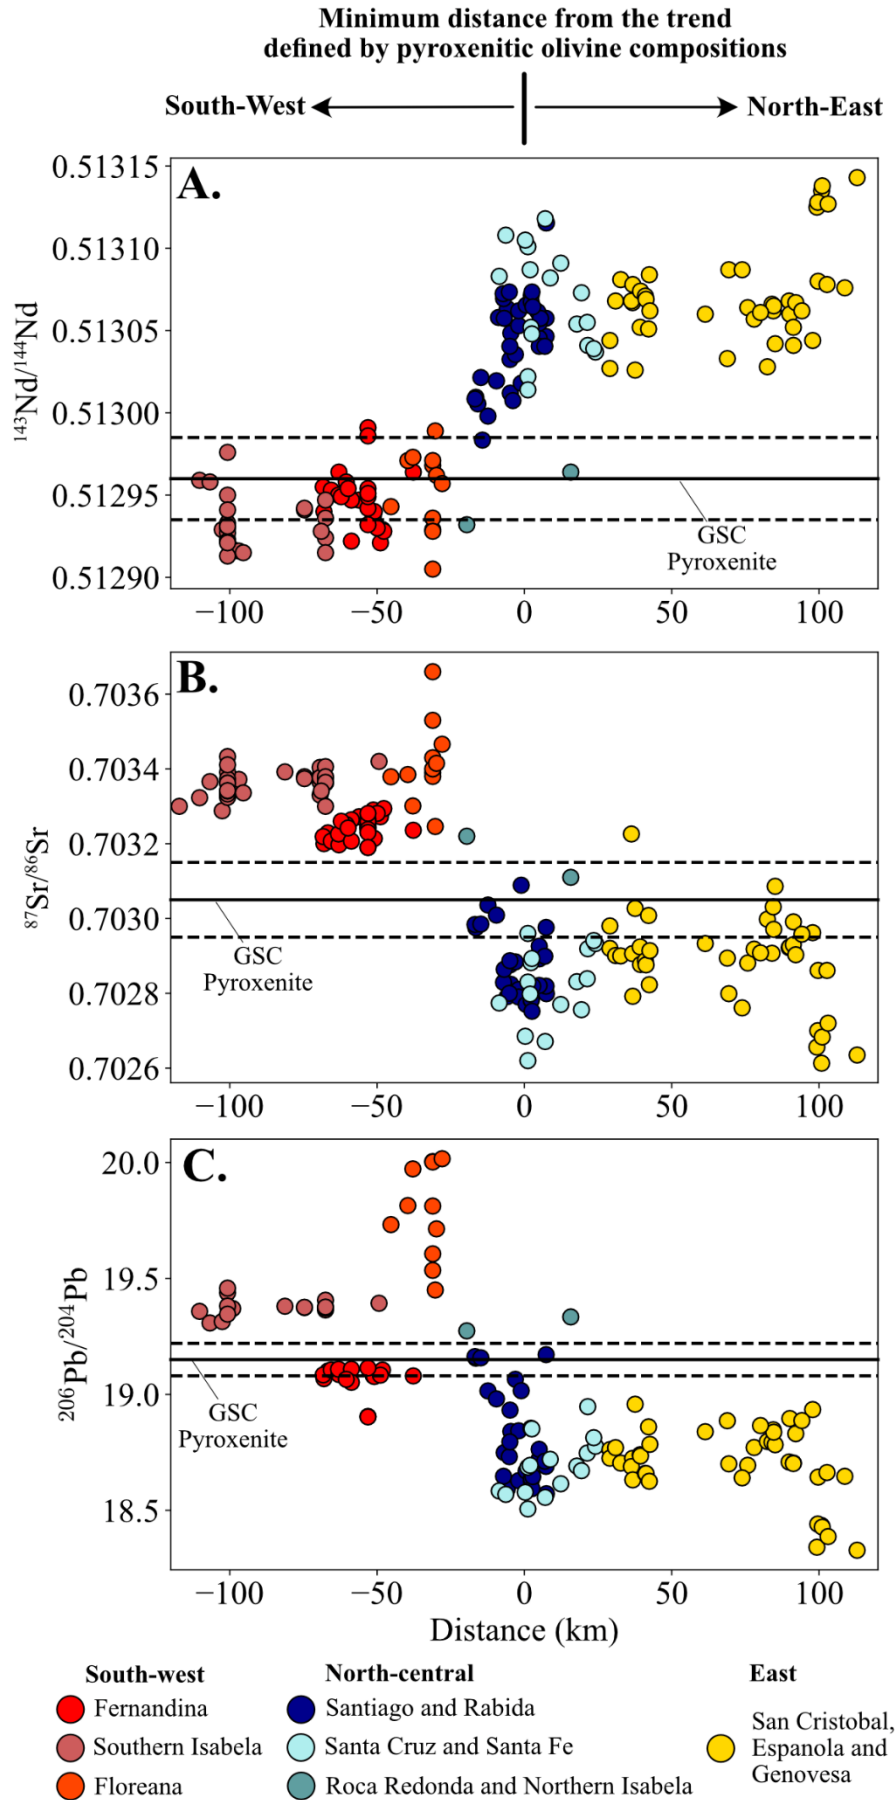 Minimum distance from the trend
defined by pyroxenitic olivine compositions
South-West
North-East
A.
0.51315
0.51310
0.51305
0.51300
0.51295
0.51290
¹⁴³Nd/¹⁴⁴Nd
GSC
Pyroxenite
−100
−50
0
50
100
B.
0.7036
0.7034
0.7032
0.7030
0.7028
0.7026
⁸⁷Sr/⁸⁶Sr
GSC
Pyroxenite
−100
−50
0
50
100
C.
20.0
19.5
19.0
18.5
²⁰⁶Pb/²⁰⁴Pb
GSC
Pyroxenite
−100
−50
0
50
100
Distance (km)
South-west
Fernandina
Southern Isabela
Floreana
North-central
Santiago and Rabida
Santa Cruz and Santa Fe
Roca Redonda and Northern Isabela
East
San Cristobal,
Espanola and
Genovesa